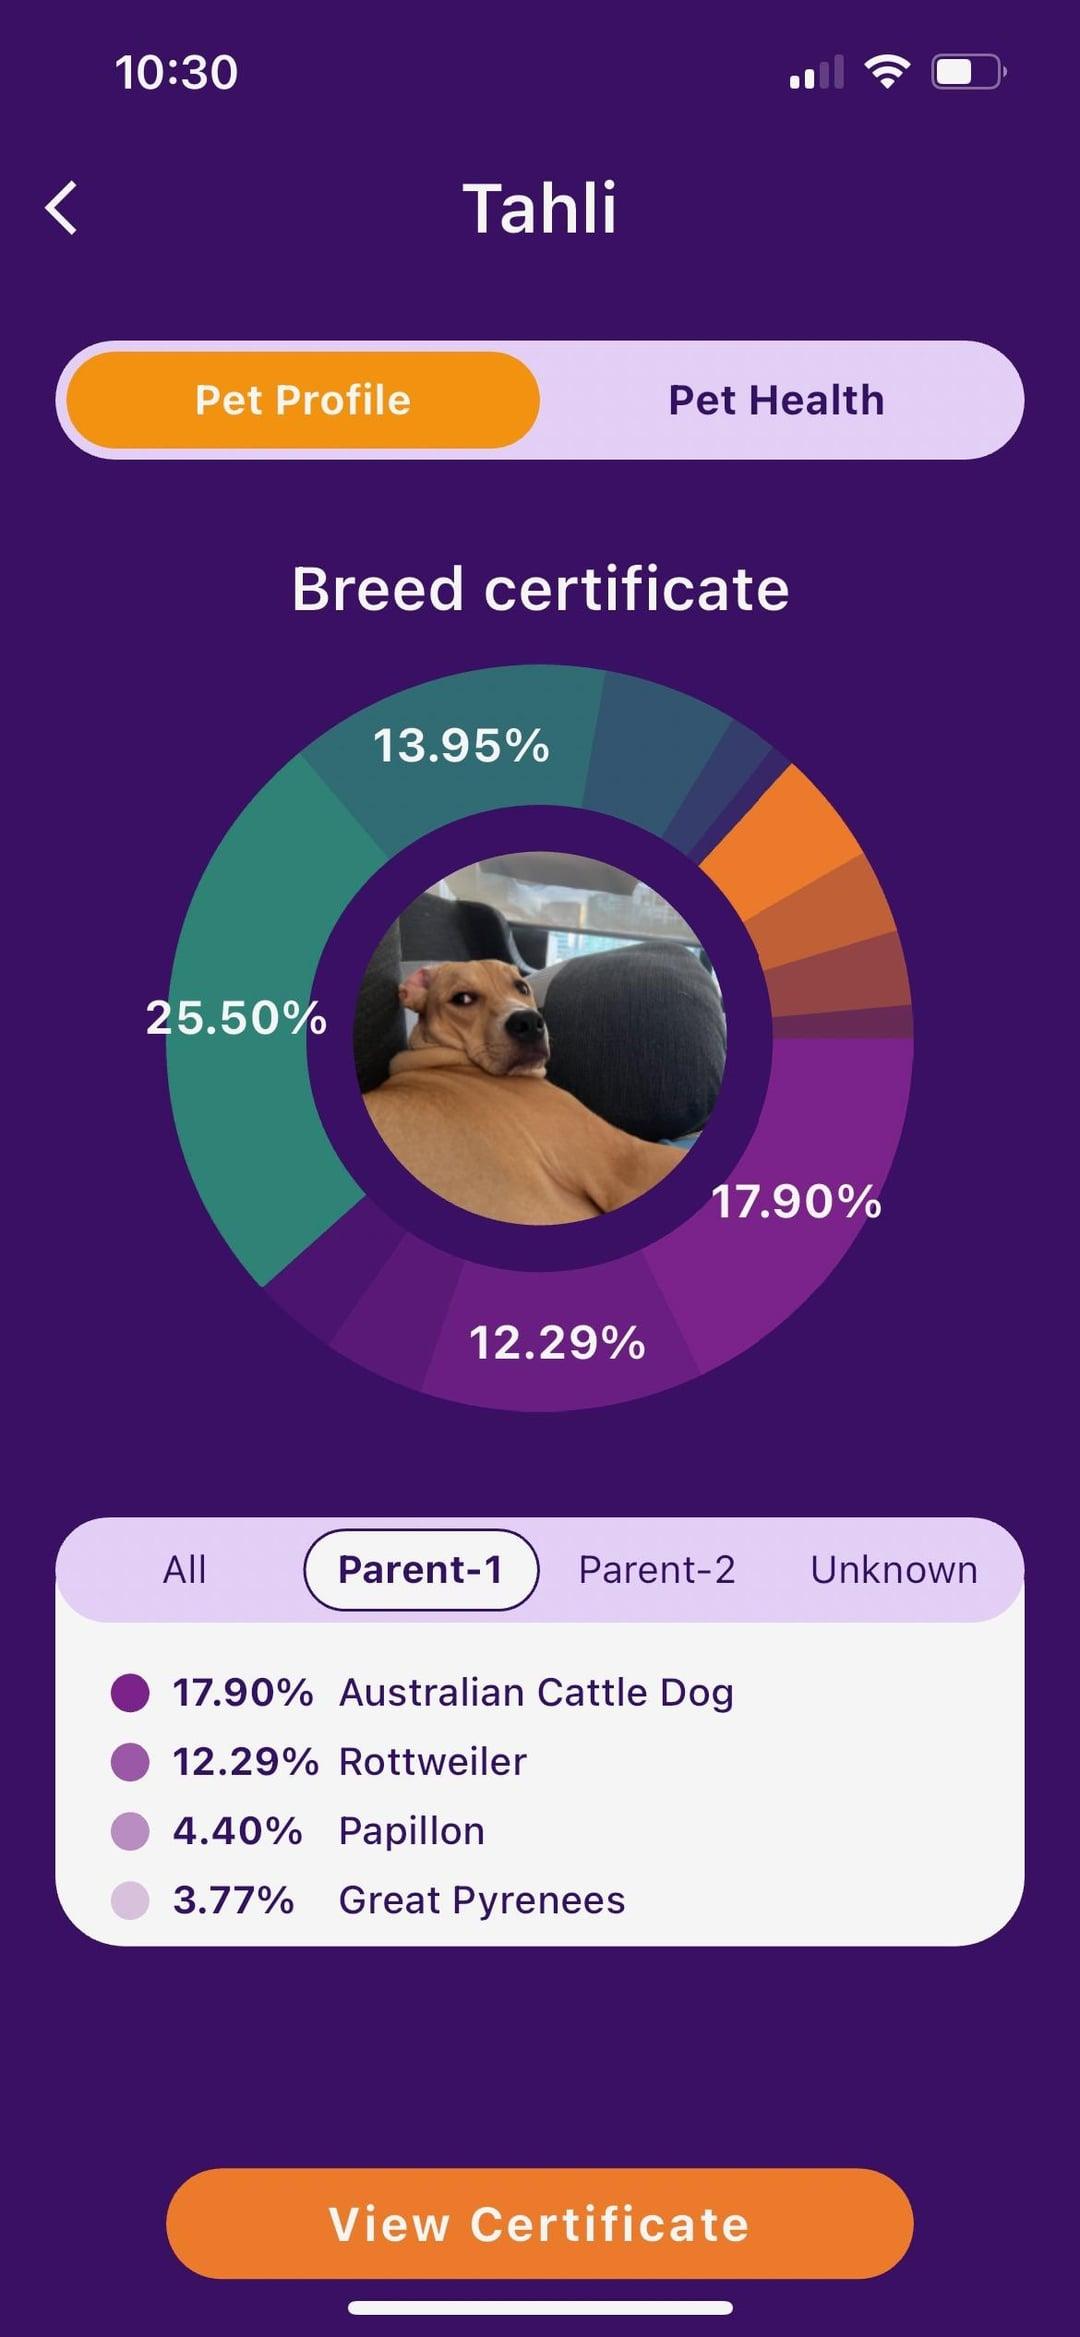 10:30
Tahli
Pet Profile Pet Health
Breed certificate
13.95%
25.50%
17.90%
12.29%
All Parent-1 Parent-2 Unknown
17.90% Australian Cattle Dog
12.29% Rottweiler
4.40% Papillon
3.77% Great Pyrenees
View Certificate